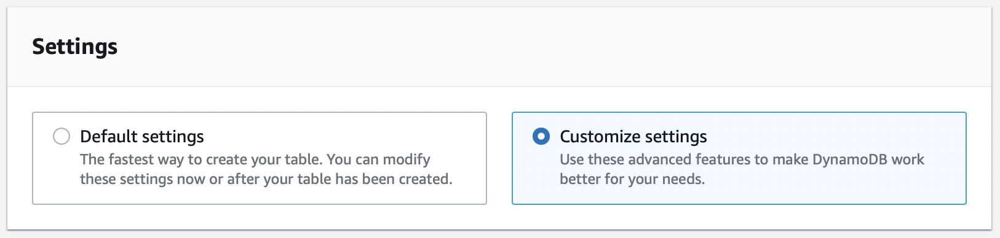 Settings
Default settings
The fastest way to create your table. You can modify
these settings now or after your table has been created.
Customize settings
Use these advanced features to make DynamoDB work
better for your needs.